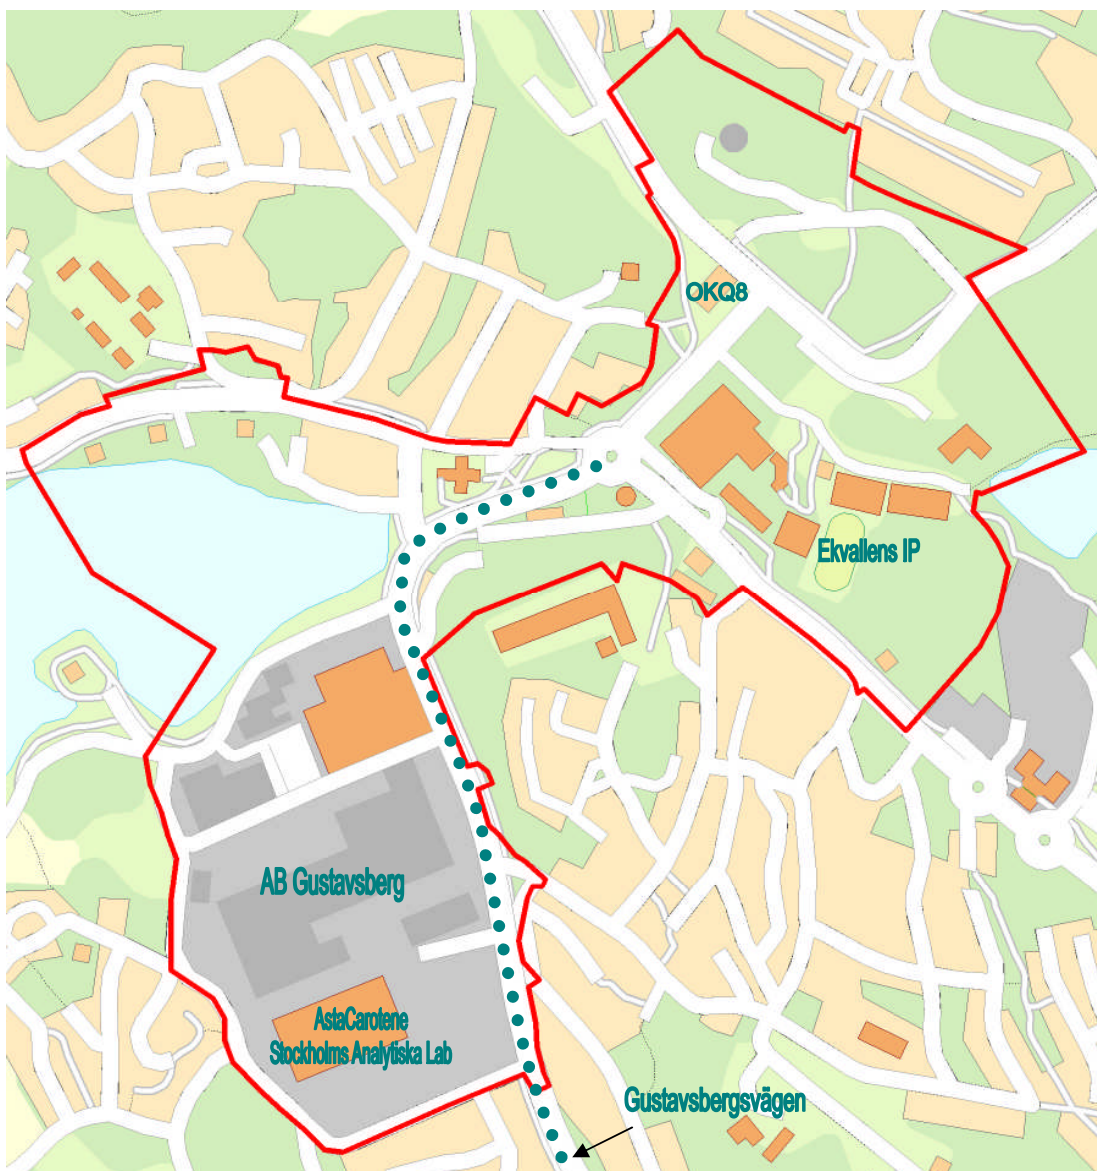 OKQ8
Ekvallens IP
AB Gustavsberg
AstaCarotene
Stockholms Analytiska Lab
Gustavsbergsvägen